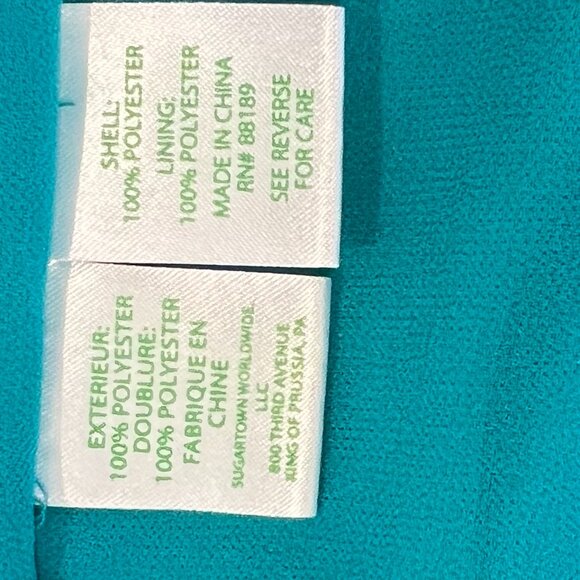 SHELL:
100% POLYESTER
LINING:
100% POLYESTER
MADE IN CHINA
RN# 88189
SEE REVERSE
FOR CARE
EXTERIEUR:
100% POLYESTER
DOUBLURE:
100% POLYESTER
FABRIQUE EN
CHINE
SUGARTOWN WORLDWIDE,
LLC
800 THIRD AVENUE
KING OF PRUSSIA, PA